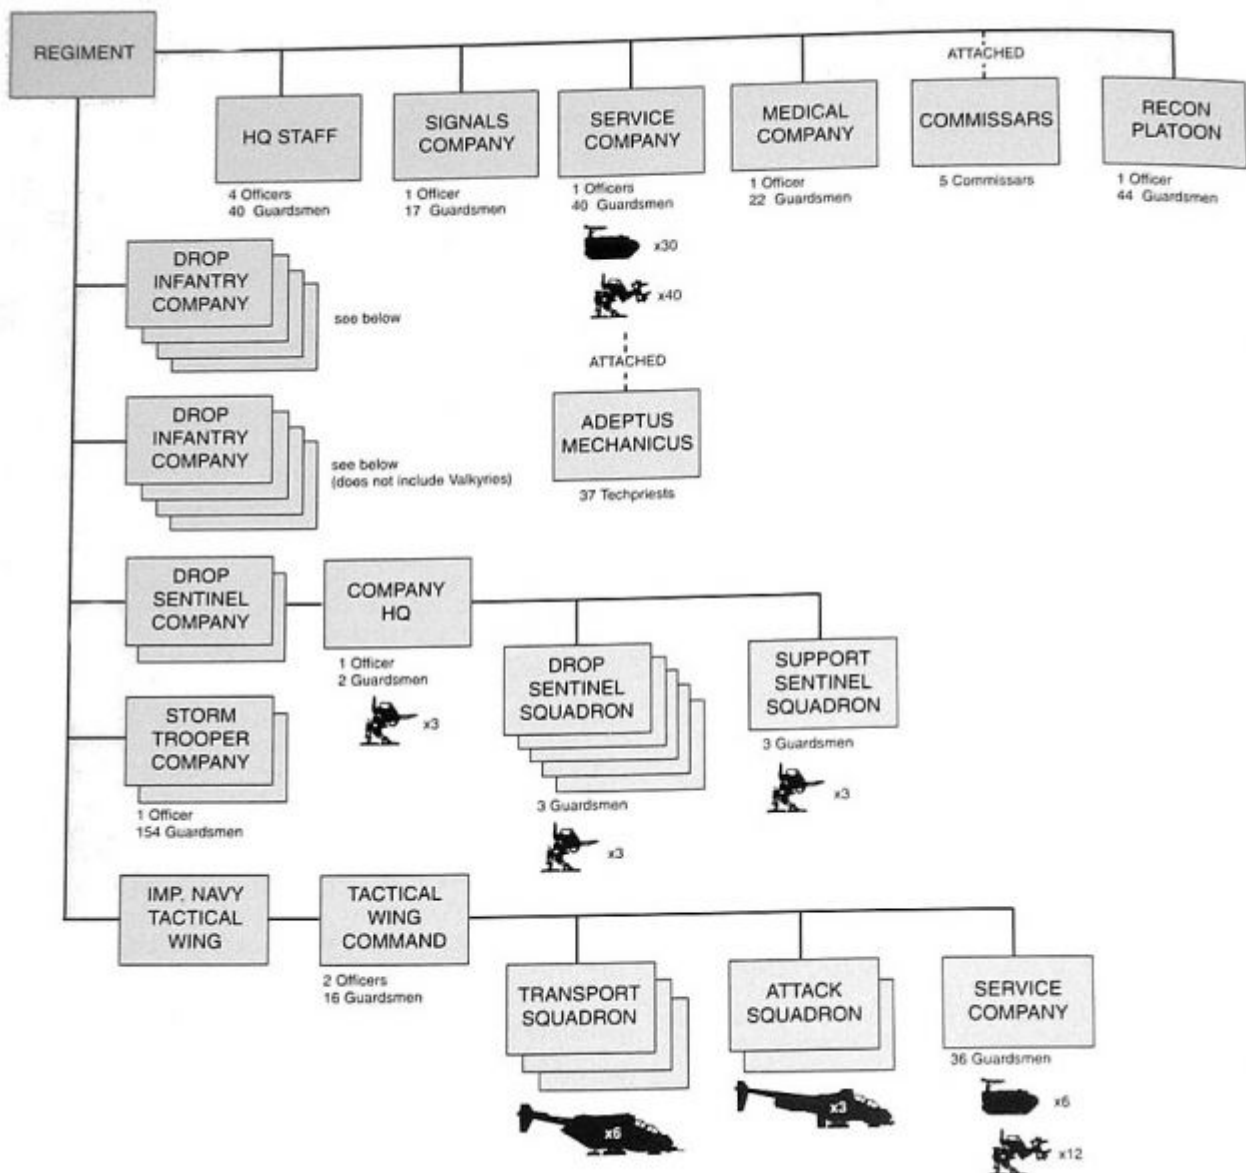 REGIMENT
ATTACHED
HQ STAFF
SIGNALS
COMPANY
SERVICE
COMPANY
MEDICAL
COMPANY
COMMISSARS
RECON
PLATOON
4 Officers
40 Guardsmen
1 Officer
17 Guardsmen
1 Officers
40 Guardsmen
1 Officer
22 Guardsmen
5 Commissars
1 Officer
44 Guardsmen
x30
x40
ATTACHED
ADEPTUS
MECHANICUS
37 Techpriests
DROP
INFANTRY
COMPANY
see below
DROP
INFANTRY
COMPANY
see below
(does not include Valkyries)
DROP
SENTINEL
COMPANY
COMPANY
HQ
1 Officer
2 Guardsmen
x3
DROP
SENTINEL
SQUADRON
3 Guardsmen
x3
SUPPORT
SENTINEL
SQUADRON
3 Guardsmen
x3
STORM
TROOPER
COMPANY
1 Officer
154 Guardsmen
IMP. NAVY
TACTICAL
WING
TACTICAL
WING
COMMAND
2 Officers
16 Guardsmen
TRANSPORT
SQUADRON
x6
ATTACK
SQUADRON
x3
SERVICE
COMPANY
36 Guardsmen
x6
x12